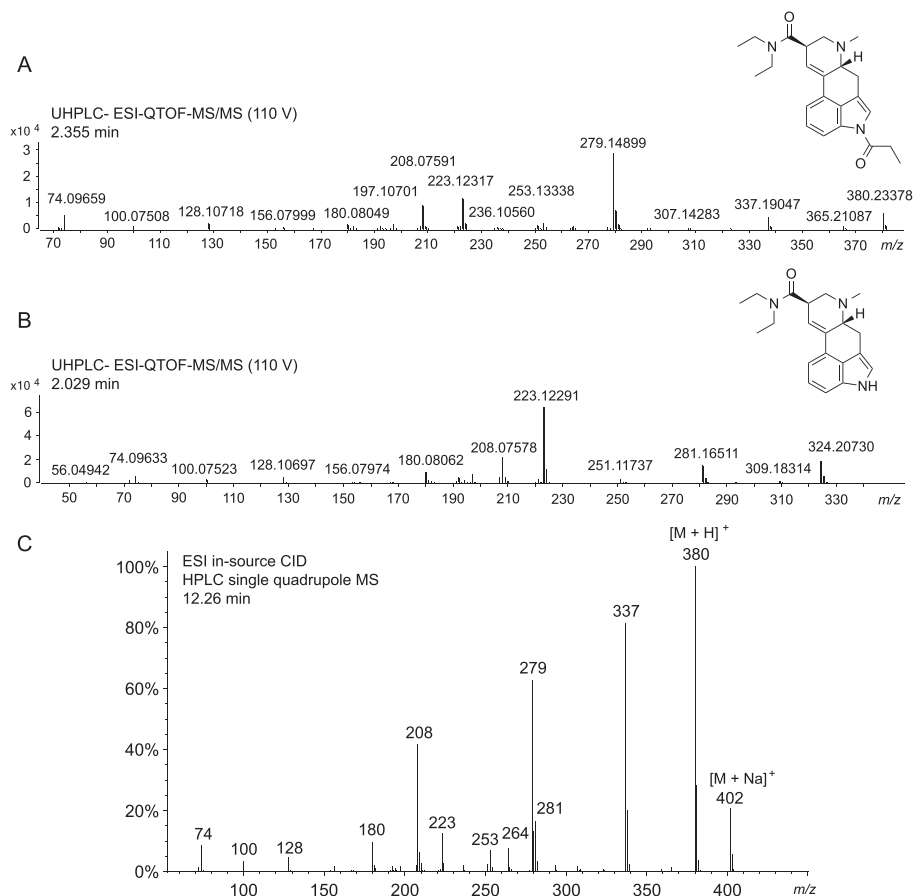 O
N
N
H
N
O
A
UHPLC- ESI-QTOF-MS/MS (110 V)
2.355 min
x10 4
3
2
1
0
279.14899
208.07591
223.12317
197.10701
253.13338
74.09659
380.23378
337.19047
128.10718
180.08049
236.10560
307.14283
100.07508
156.07999
365.21087
70 90 110 130 150 170 190 210 230 250 270 290 310 330 350 370 m/z
O
N
N
H
NH
B
UHPLC- ESI-QTOF-MS/MS (110 V)
2.029 min
x10 4
6
4
2
0
223.12291
208.07578
324.20730
281.16511
74.09633
180.08062
56.04942
100.07523
128.10697
156.07974
251.11737
309.18314
50 70 90 110 130 150 170 190 210 230 250 270 290 310 330 m/z
C
ESI in-source CID
HPLC single quadrupole MS
12.26 min
100%
80%
60%
40%
20%
0%
[M + H] +
380
337
279
208
[M + Na]+
402
281
223
180
264
253
74
100
128
100 150 200 250 300 350 400 m/z